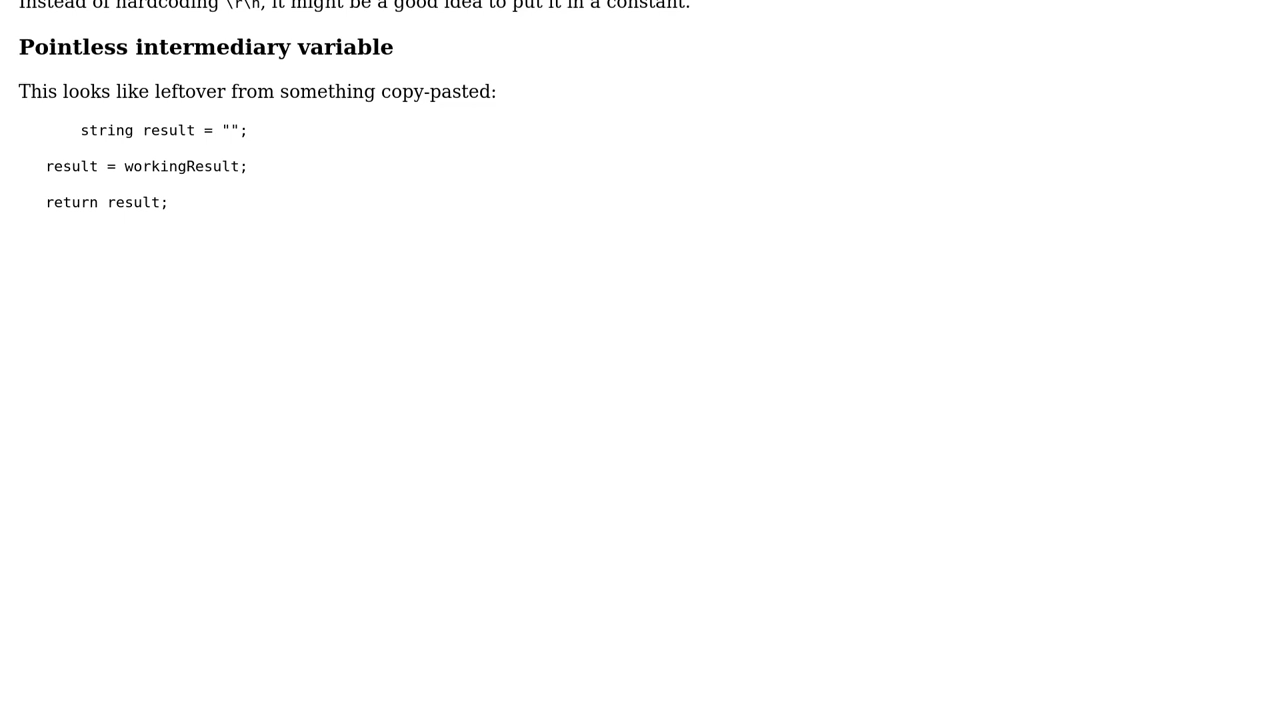 Instead of hardcoding \r\n, it might be a good idea to put it in a constant.
Pointless intermediary variable
This looks like leftover from something copy-pasted:
string result = "";
result = workingResult;
return result;